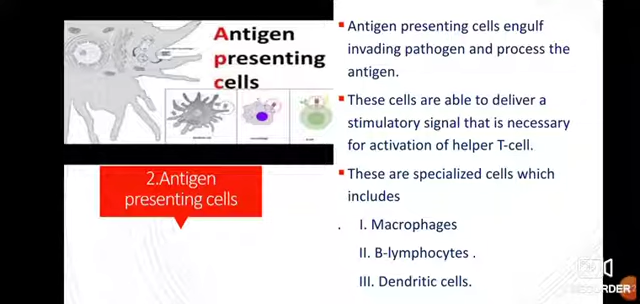 Antigen
presenting
cells
2.Antigen
presenting cells
▪ Antigen presenting cells engulf
invading pathogen and process the
antigen.
▪ These cells are able to deliver a
stimulatory signal that is necessary
for activation of helper T-cell.
▪ These are specialized cells which
includes
. I. Macrophages
II. B-lymphocytes .
III. Dendritic cells.